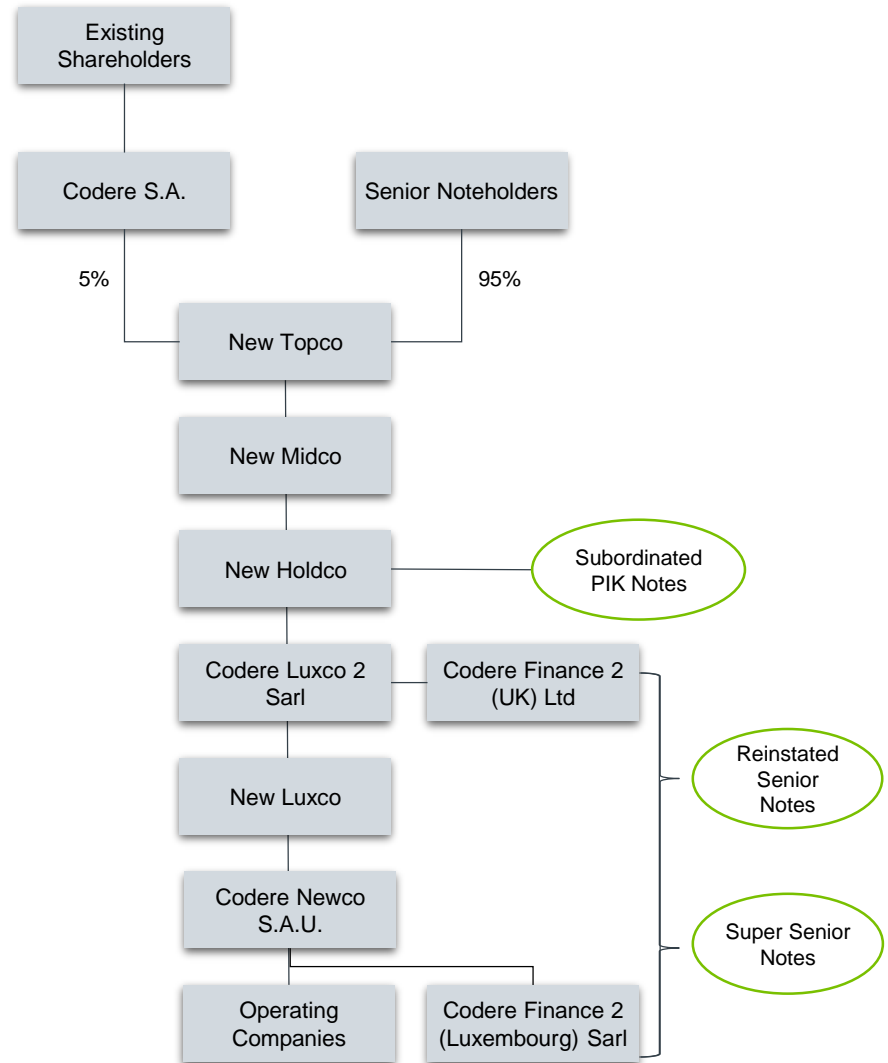 Existing
Shareholders
Codere S.A.
Senior Noteholders
5%
95%
New Topco
New Midco
New Holdco
Subordinated
PIK Notes
Codere Luxco 2
Sarl
Codere Finance 2
(UK) Ltd
Reinstated
Senior
Notes
New Luxco
Codere Newco
S.A.U.
Super Senior
Notes
Operating
Companies
Codere Finance 2
(Luxembourg) Sarl